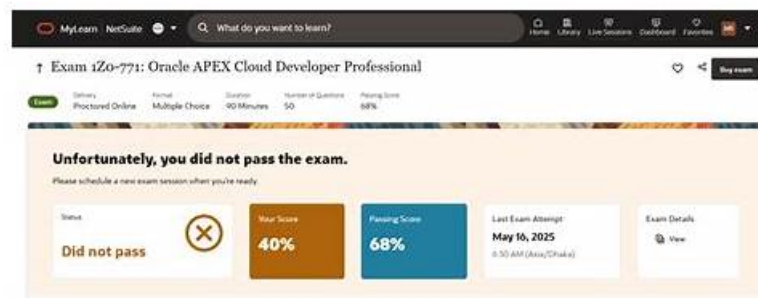 MyLearn NetSuite
What do you want to learn?
Home Library Live Sessions Dashboard Favorites
Exam 1Z0-771: Oracle APEX Cloud Developer Professional
Buy exam
Exam
Delivery Format Duration Number of Questions Passing Score
Proctored Online Multiple Choice 90 Minutes 50 68%
Unfortunately, you did not pass the exam.
Please schedule a new exam session when you're ready.
Status
Did not pass
Your Score
40%
Passing Score
68%
Last Exam Attempt
May 16, 2025
6:30 AM (Asia/Dhaka)
Exam Details
View